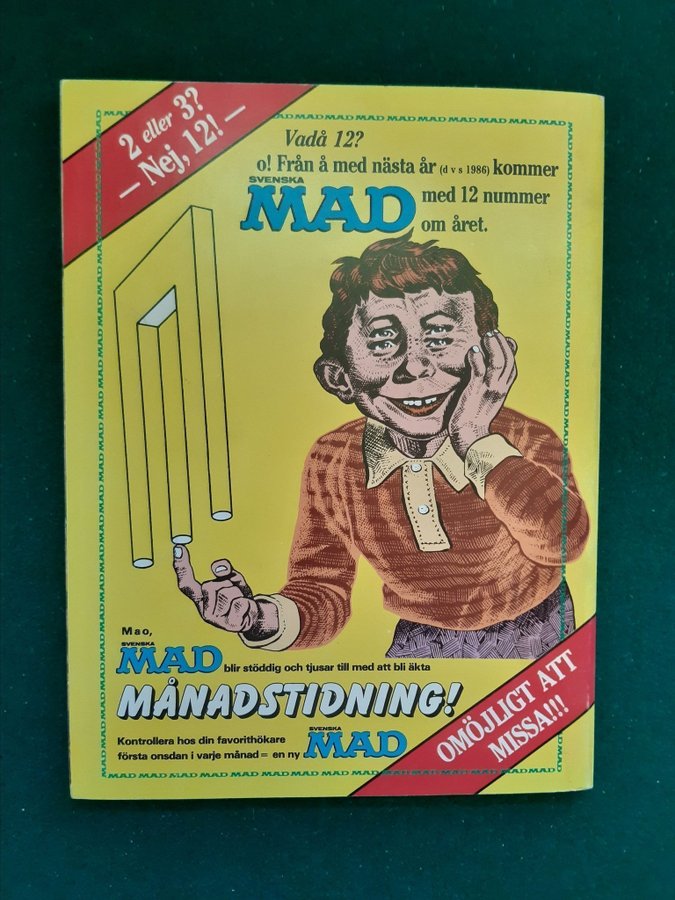 2 eller 3?
— Nej, 12! —
Vadå 12?
o! Från å med nästa år (d v s 1986) kommer
SVENSKA
MAD med 12 nummer
om året.
Mao,
SVENSKA
MAD blir stöddig och tjusar till med att bli äkta
MÅNADSTIDNING!
Kontrollera hos din favorithökare
första onsdan i varje månad = en ny
SVENSKA
MAD
OMÖJLIGT ATT
MISSA!!!